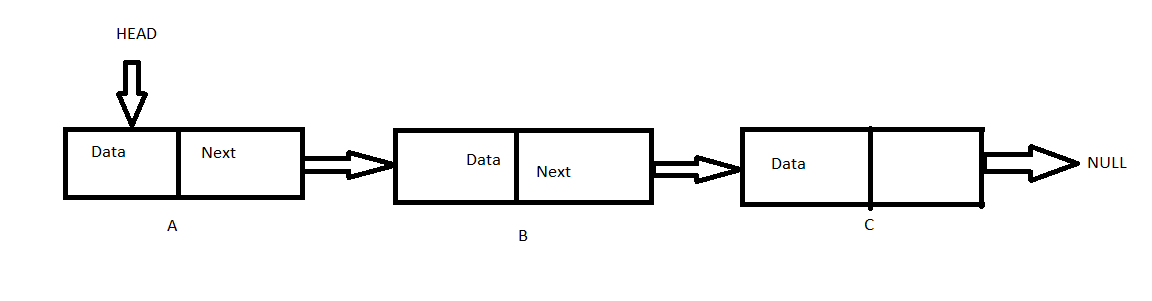 HEAD
Data Next
Data Next
Data
NULL
A
B
C